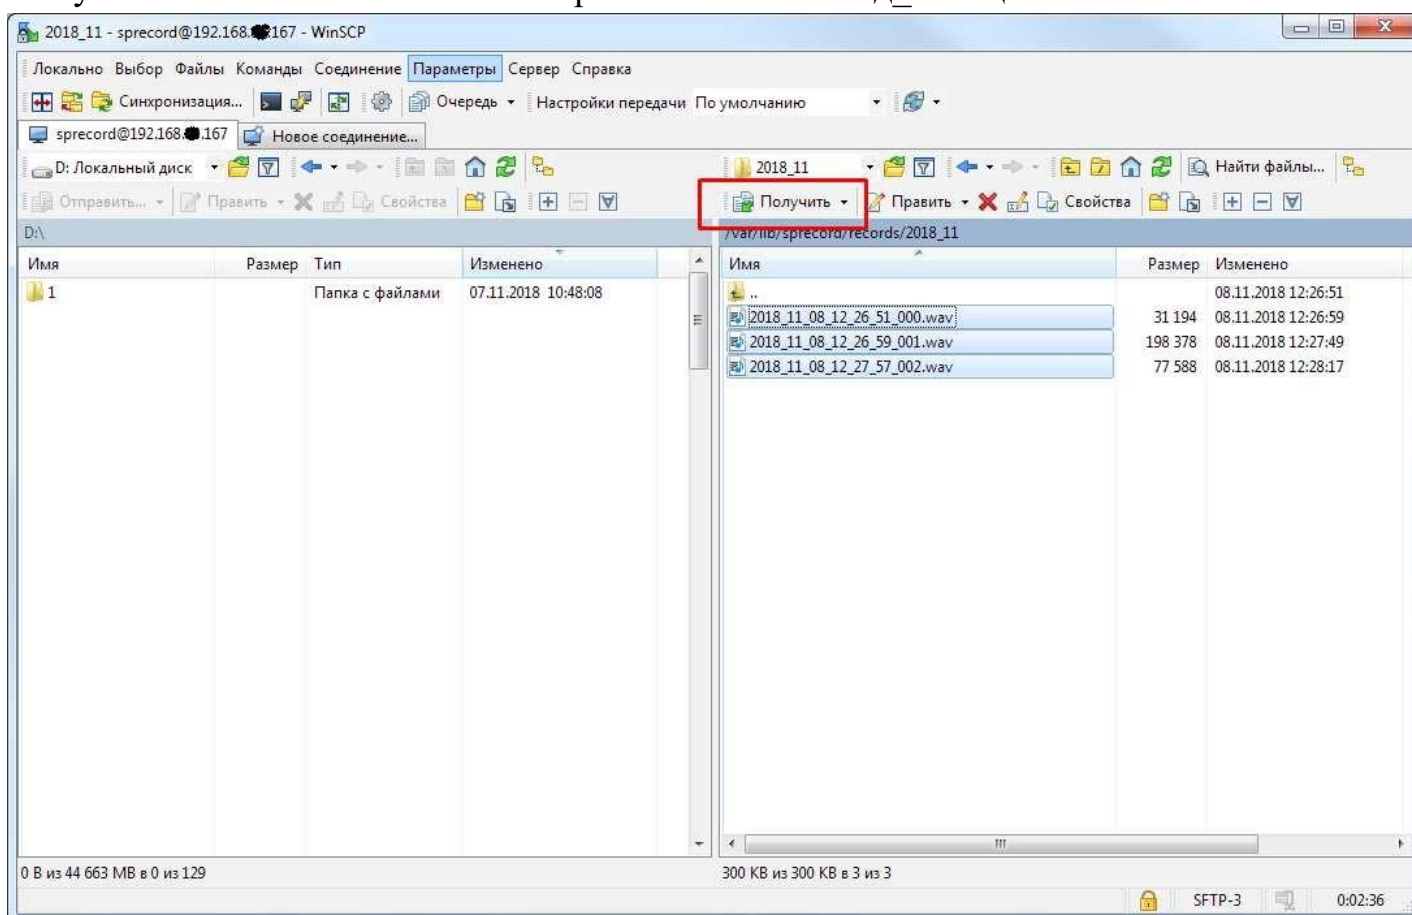 2018_11 - sprecord@192.168. 167 - WinSCP
Локально Выбор Файлы Команды Соединение Параметры Сервер Справка
Синхронизация... Очередь Настройки передачи По умолчанию
sprecord@192.168. .167 Новое соединение...
D: Локальный диск 2018_11 Найти файлы...
Отправить... Править Свойства Получить Править Свойства
D:\ /var/lib/sprecord/records/2018_11
Имя Размер Тип Изменено Имя Размер Изменено
1 Папка с файлами 07.11.2018 10:48:08 .. 08.11.2018 12:26:51
2018_11_08_12_26_51_000.wav 31 194 08.11.2018 12:26:59
2018_11_08_12_26_59_001.wav 198 378 08.11.2018 12:27:49
2018_11_08_12_27_57_002.wav 77 588 08.11.2018 12:28:17
0 B из 44 663 MB в 0 из 129 300 KB из 300 KB в 3 из 3
SFTP-3 0:02:36